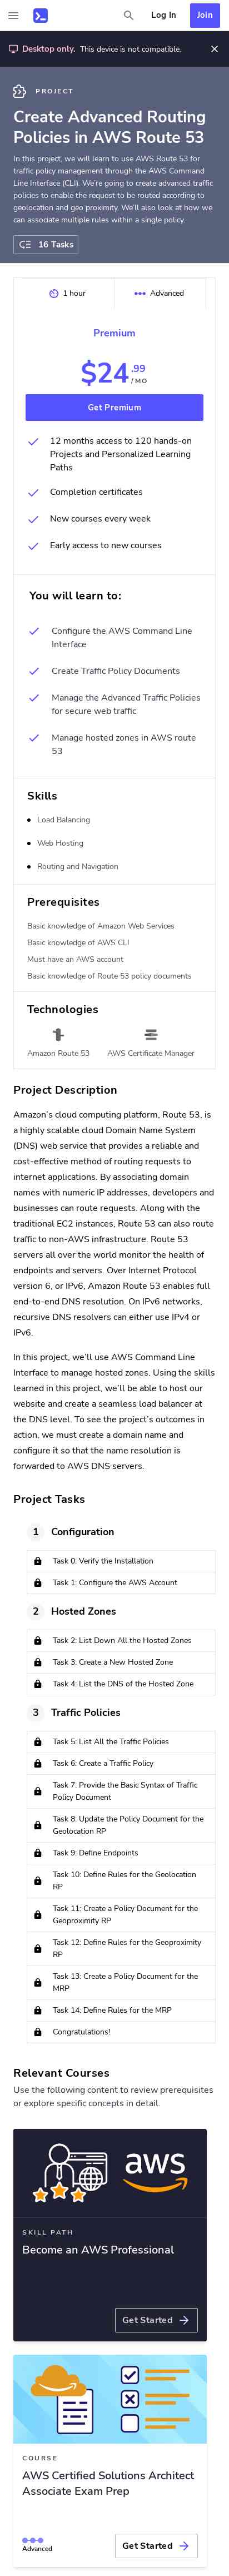 Log In
Join
Desktop only. This device is not compatible.
PROJECT
Create Advanced Routing
Policies in AWS Route 53
In this project, we will learn to use AWS Route 53 for
traffic policy management through the AWS Command
Line Interface (CLI). We're going to create advanced traffic
policies to enable the request to be routed according to
geolocation and geo proximity. We'll also look at how we
can associate multiple rules within a single policy.
16 Tasks
1 hour
Advanced
Premium
$24.99 / MO
Get Premium
12 months access to 120 hands-on
Projects and Personalized Learning
Paths
Completion certificates
New courses every week
Early access to new courses
You will learn to:
Configure the AWS Command Line
Interface
Create Traffic Policy Documents
Manage the Advanced Traffic Policies
for secure web traffic
Manage hosted zones in AWS route
53
Skills
Load Balancing
Web Hosting
Routing and Navigation
Prerequisites
Basic knowledge of Amazon Web Services
Basic knowledge of AWS CLI
Must have an AWS account
Basic knowledge of Route 53 policy documents
Technologies
Amazon Route 53
AWS Certificate Manager
Project Description
Amazon's cloud computing platform, Route 53, is
a highly scalable cloud Domain Name System
(DNS) web service that provides a reliable and
cost-effective method of routing requests to
internet applications. By associating domain
names with numeric IP addresses, developers and
businesses can route requests. Along with the
traditional EC2 instances, Route 53 can also route
traffic to non-AWS infrastructure. Route 53
servers all over the world monitor the health of
endpoints and servers. Over Internet Protocol
version 6, or IPv6, Amazon Route 53 enables full
end-to-end DNS resolution. On IPv6 networks,
recursive DNS resolvers can either use IPv4 or
IPv6.
In this project, we'll use AWS Command Line
Interface to manage hosted zones. Using the skills
learned in this project, we'll be able to host our
website and create a seamless load balancer at
the DNS level. To see the project's outcomes in
action, we must create a domain name and
configure it so that the name resolution is
forwarded to AWS DNS servers.
Project Tasks
1 Configuration
Task 0: Verify the Installation
Task 1: Configure the AWS Account
2 Hosted Zones
Task 2: List Down All the Hosted Zones
Task 3: Create a New Hosted Zone
Task 4: List the DNS of the Hosted Zone
3 Traffic Policies
Task 5: List All the Traffic Policies
Task 6: Create a Traffic Policy
Task 7: Provide the Basic Syntax of Traffic
Policy Document
Task 8: Update the Policy Document for the
Geolocation RP
Task 9: Define Endpoints
Task 10: Define Rules for the Geolocation
RP
Task 11: Create a Policy Document for the
Geoproximity RP
Task 12: Define Rules for the Geoproximity
RP
Task 13: Create a Policy Document for the
MRP
Task 14: Define Rules for the MRP
Congratulations!
Relevant Courses
Use the following content to review prerequisites
or explore specific concepts in detail.
aws
SKILL PATH
Become an AWS Professional
Get Started
COURSE
AWS Certified Solutions Architect
Associate Exam Prep
Advanced
Get Started